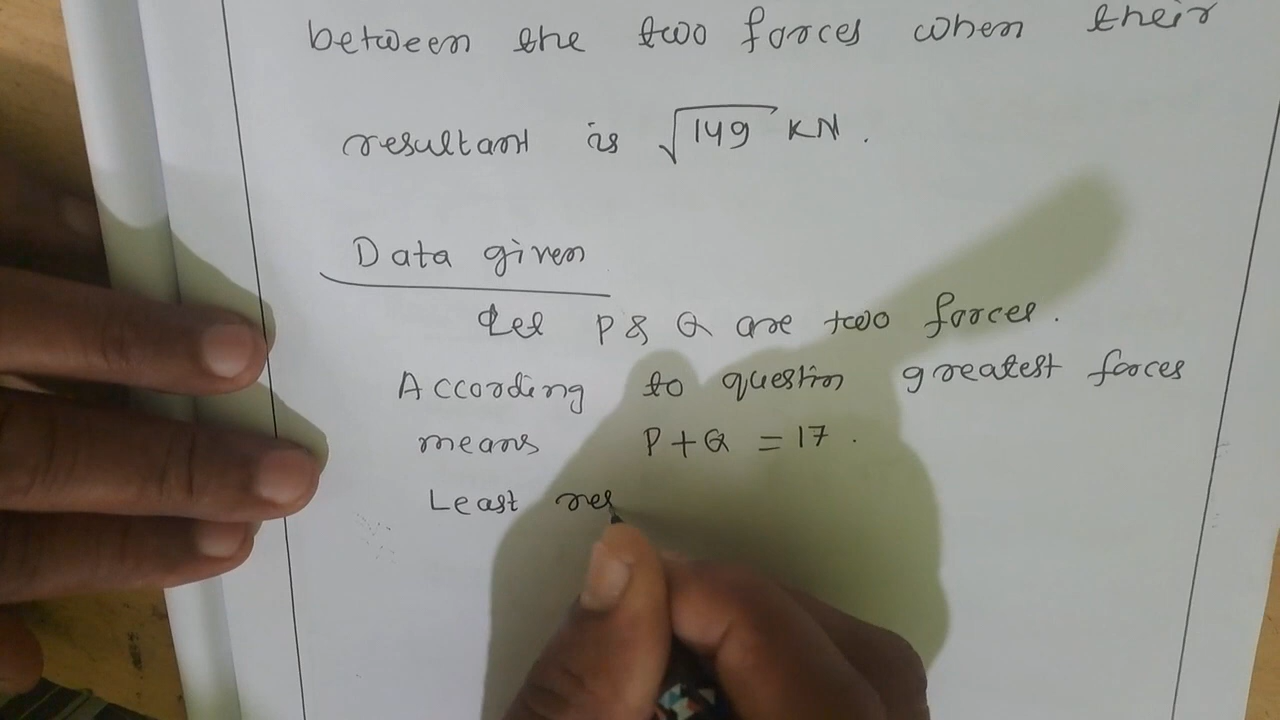 between the two forces when their
resultant is √149 KN.
Data given
Let P & Q are two forces.
According to question greatest forces
means P+Q = 17.
Least res